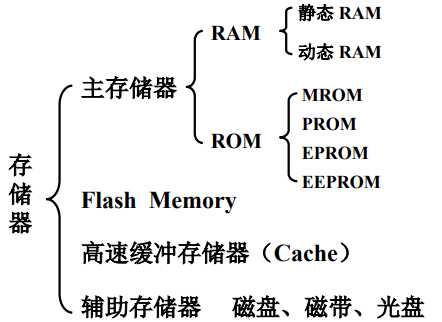 存储器
主存储器
RAM
静态 RAM
动态 RAM
ROM
MROM
PROM
EPROM
EEPROM
Flash Memory
高速缓冲存储器（Cache）
辅助存储器 磁盘、磁带、光盘